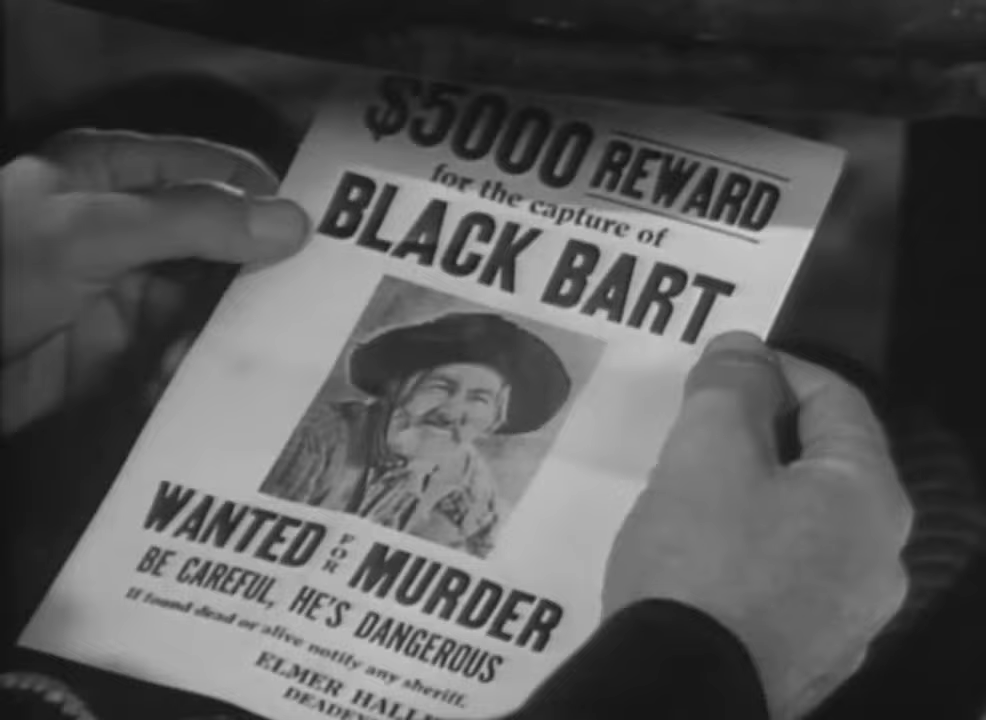 $5000 REWARD
for the capture of
BLACK BART
WANTED FOR MURDER
BE CAREFUL, HE'S DANGEROUS
If found dead or alive notify any sheriff.
ELMER